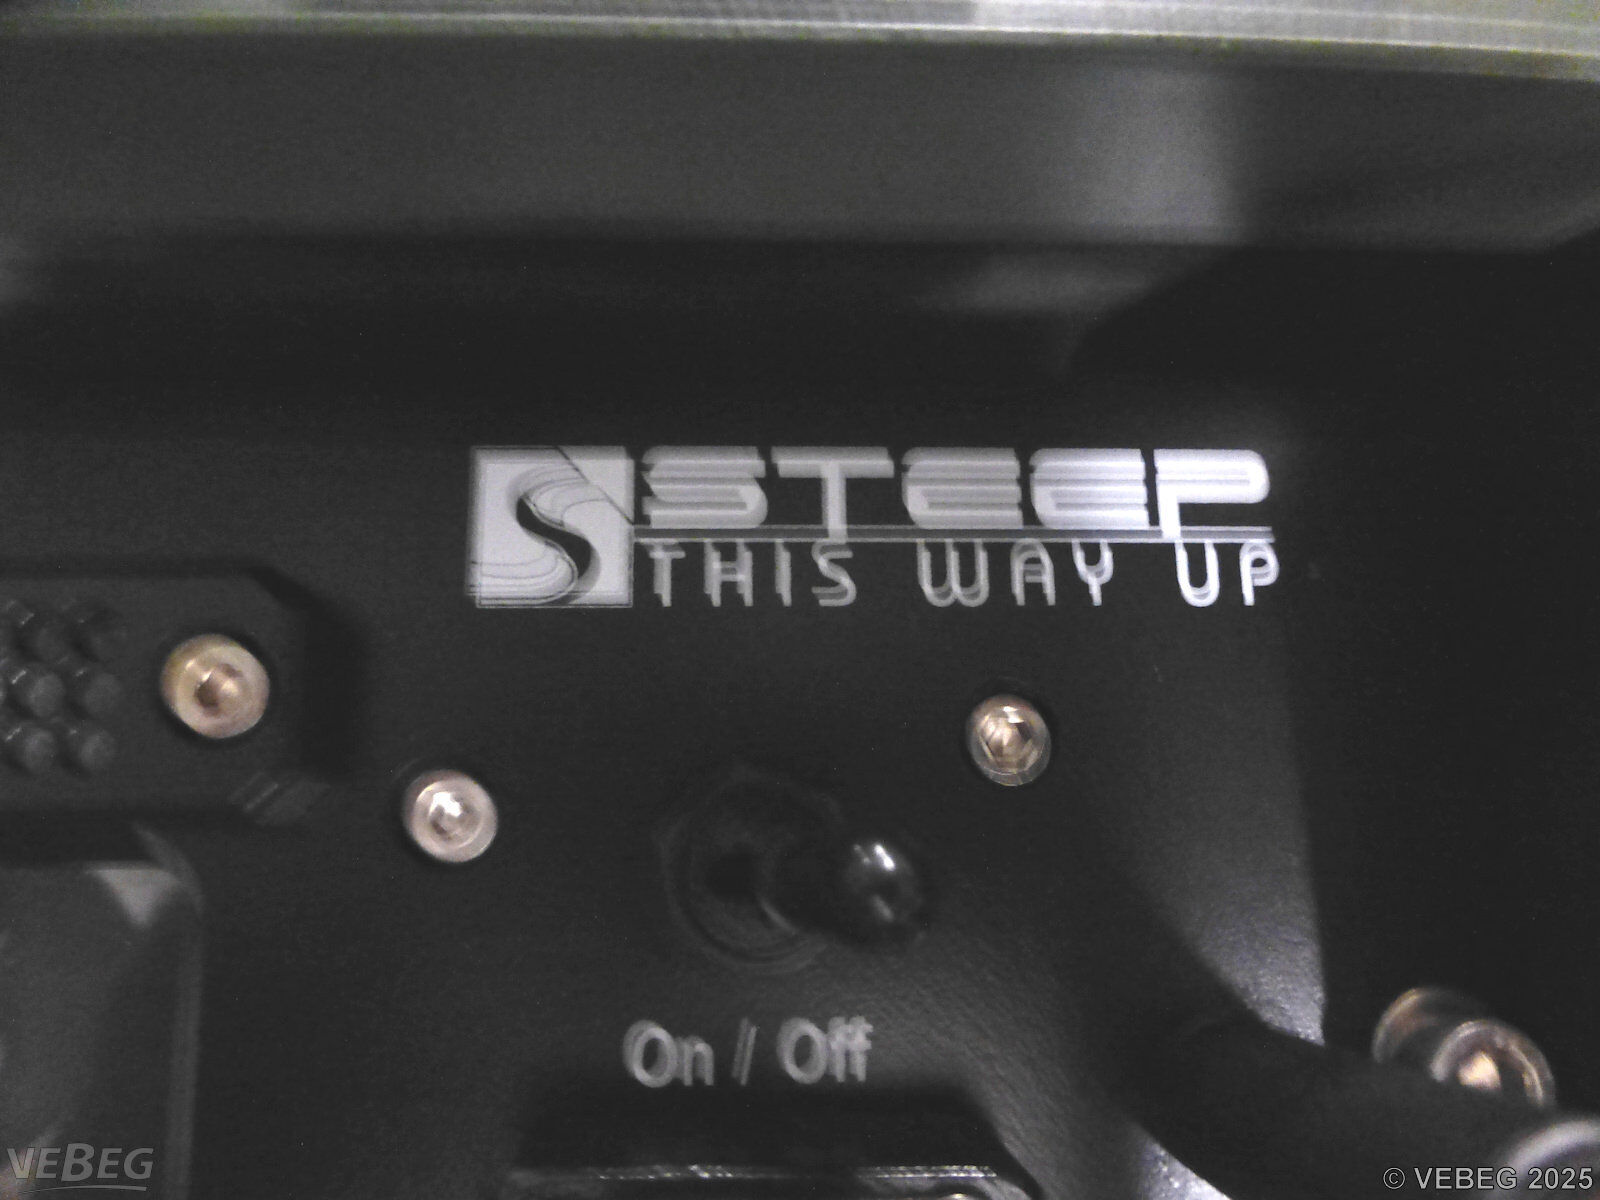 STEEP
THIS WAY UP
On / Off
VEBEG
© VEBEG 2025